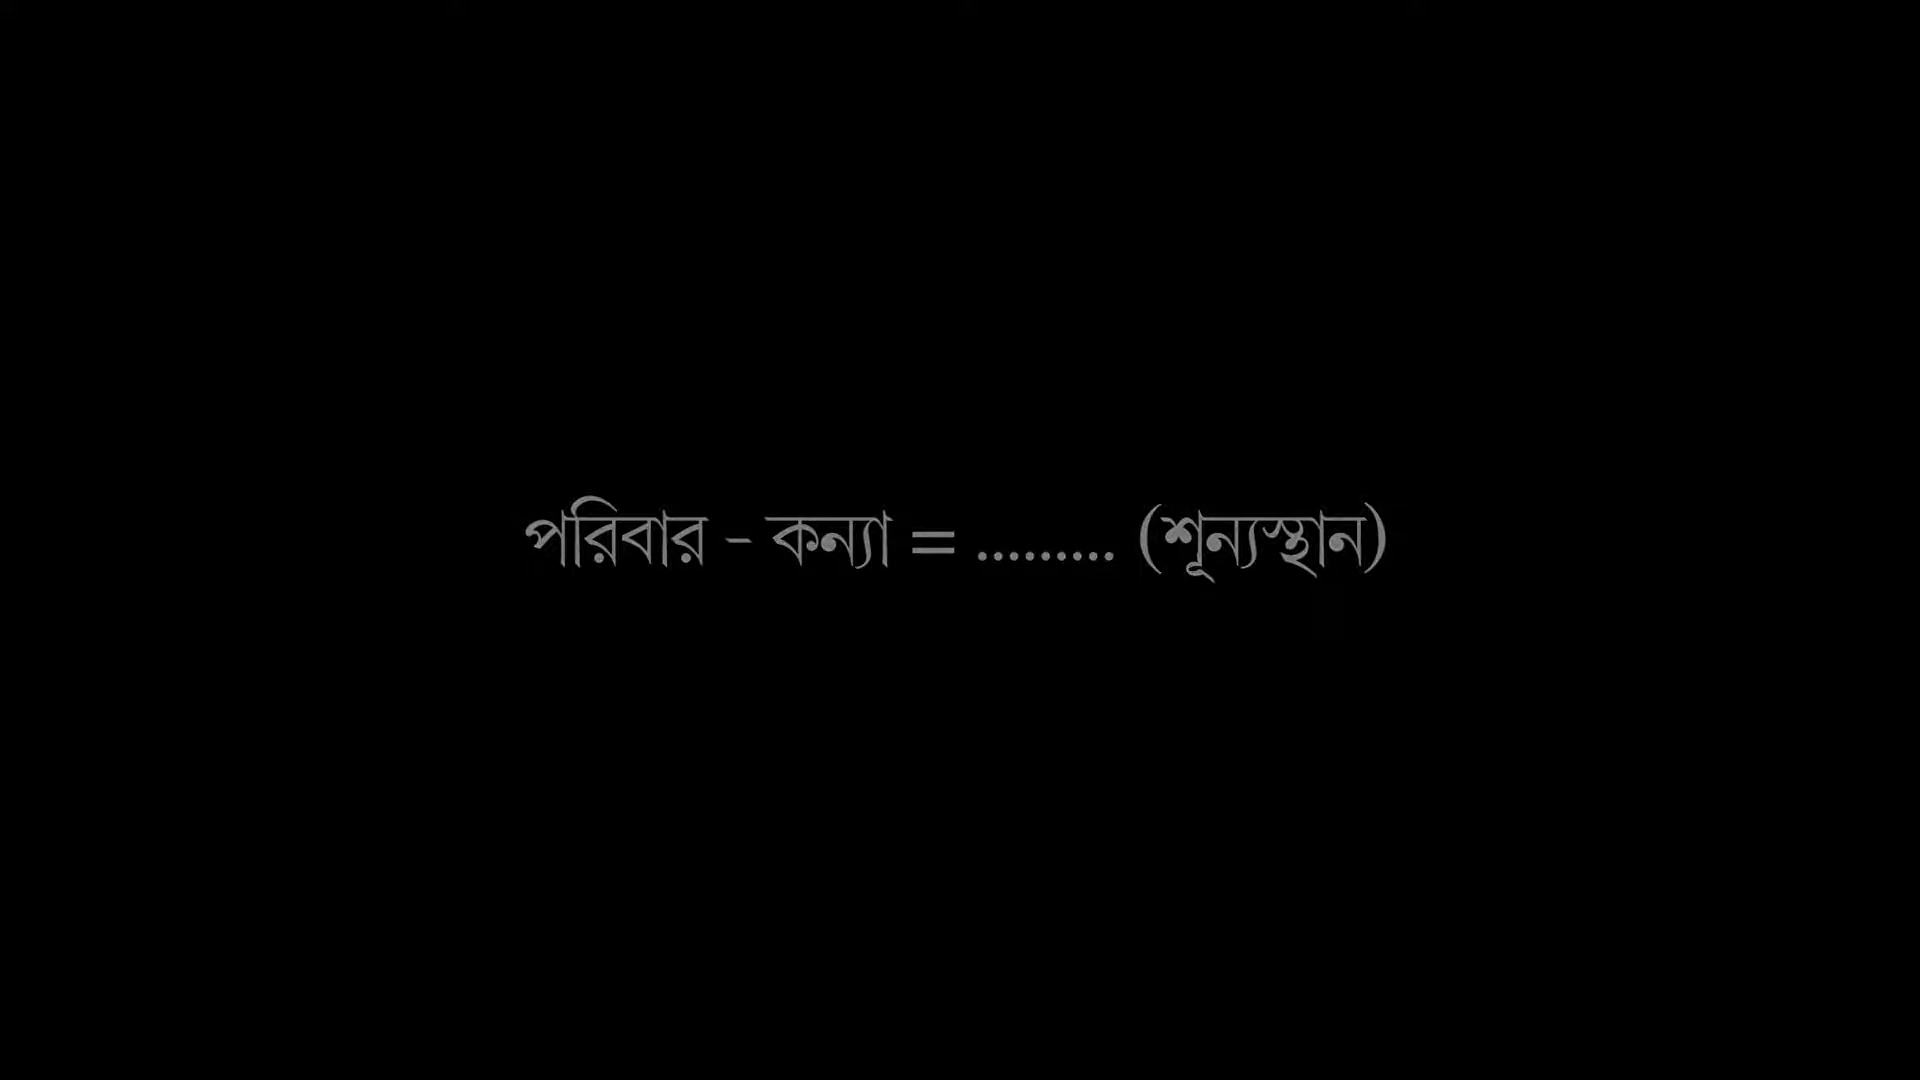 পরিবার - কন্যা = ......... (শূন্যস্থান)